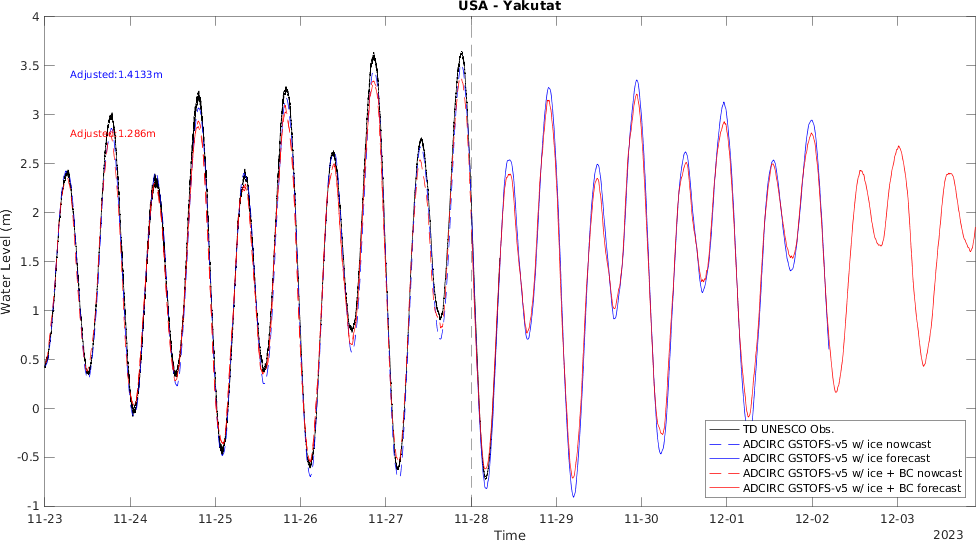 USA - Yakutat
4
3.5
3
2.5
2
1.5
1
0.5
0
-0.5
-1
Water Level (m)
Adjusted:1.4133m
Adjusted:1.286m
TD UNESCO Obs.
ADCIRC GSTOFS-v5 w/ ice nowcast
ADCIRC GSTOFS-v5 w/ ice forecast
ADCIRC GSTOFS-v5 w/ ice + BC nowcast
ADCIRC GSTOFS-v5 w/ ice + BC forecast
11-23 11-24 11-25 11-26 11-27 11-28 11-29 11-30 12-01 12-02 12-03
Time
2023